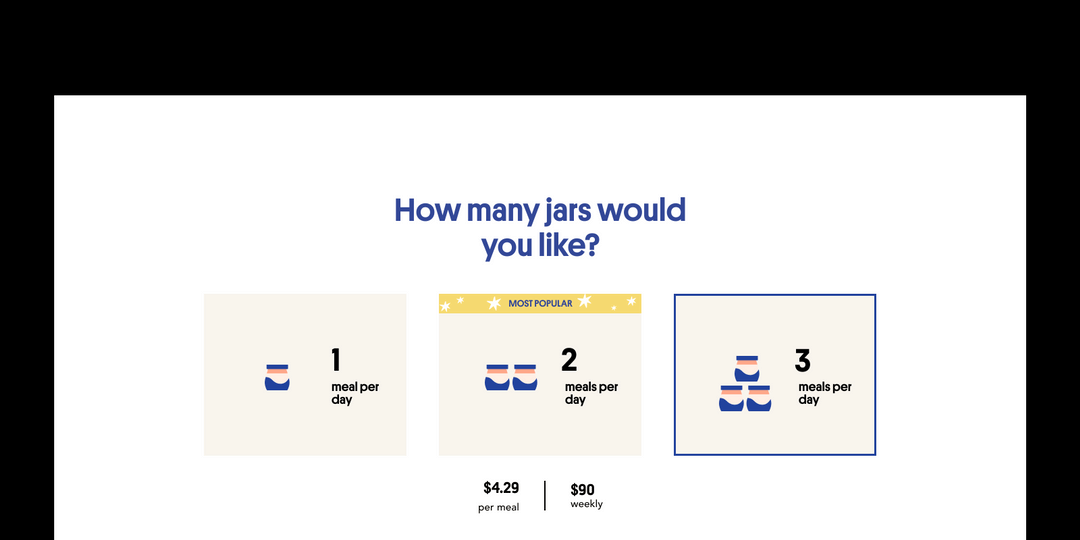 How many jars would
you like?
1
meal per
day
MOST POPULAR
2
meals per
day
3
meals per
day
$4.29
per meal
$90
weekly